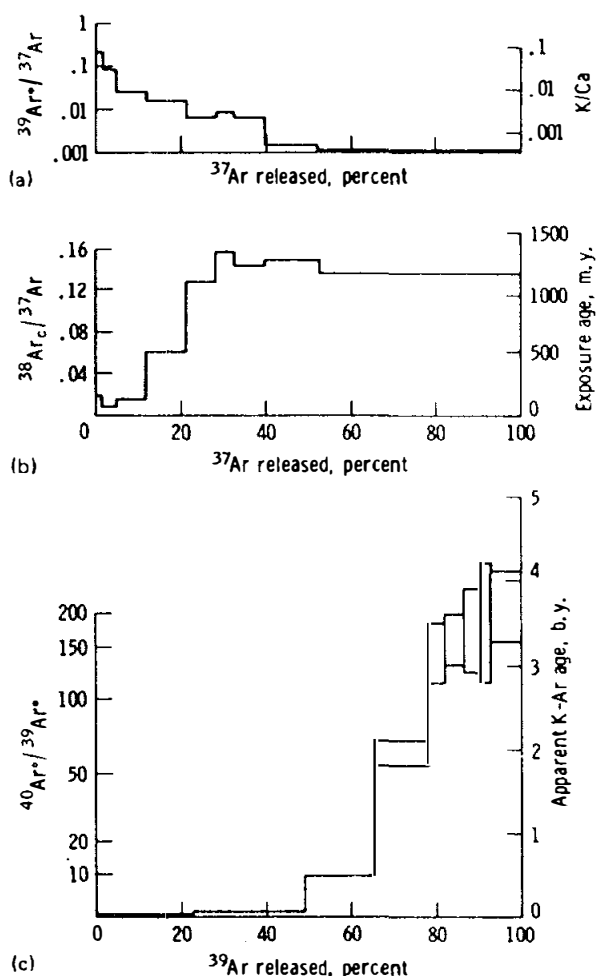 1
.1
.01
.001
³⁹Ar*/³⁷Ar
.1
.01
.001
K/Ca
³⁷Ar released, percent
(a)
.16
.12
.08
.04
³⁸Ar_c/³⁷Ar
1500
1000
500
0
Exposure age, m.y.
0 20 40 60 80 100
³⁷Ar released, percent
(b)
200
150
100
50
20
10
⁴⁰Ar*/³⁹Ar*
5
4
3
2
1
0
Apparent K-Ar age, b.y.
0 20 40 60 80 100
³⁹Ar released, percent
(c)